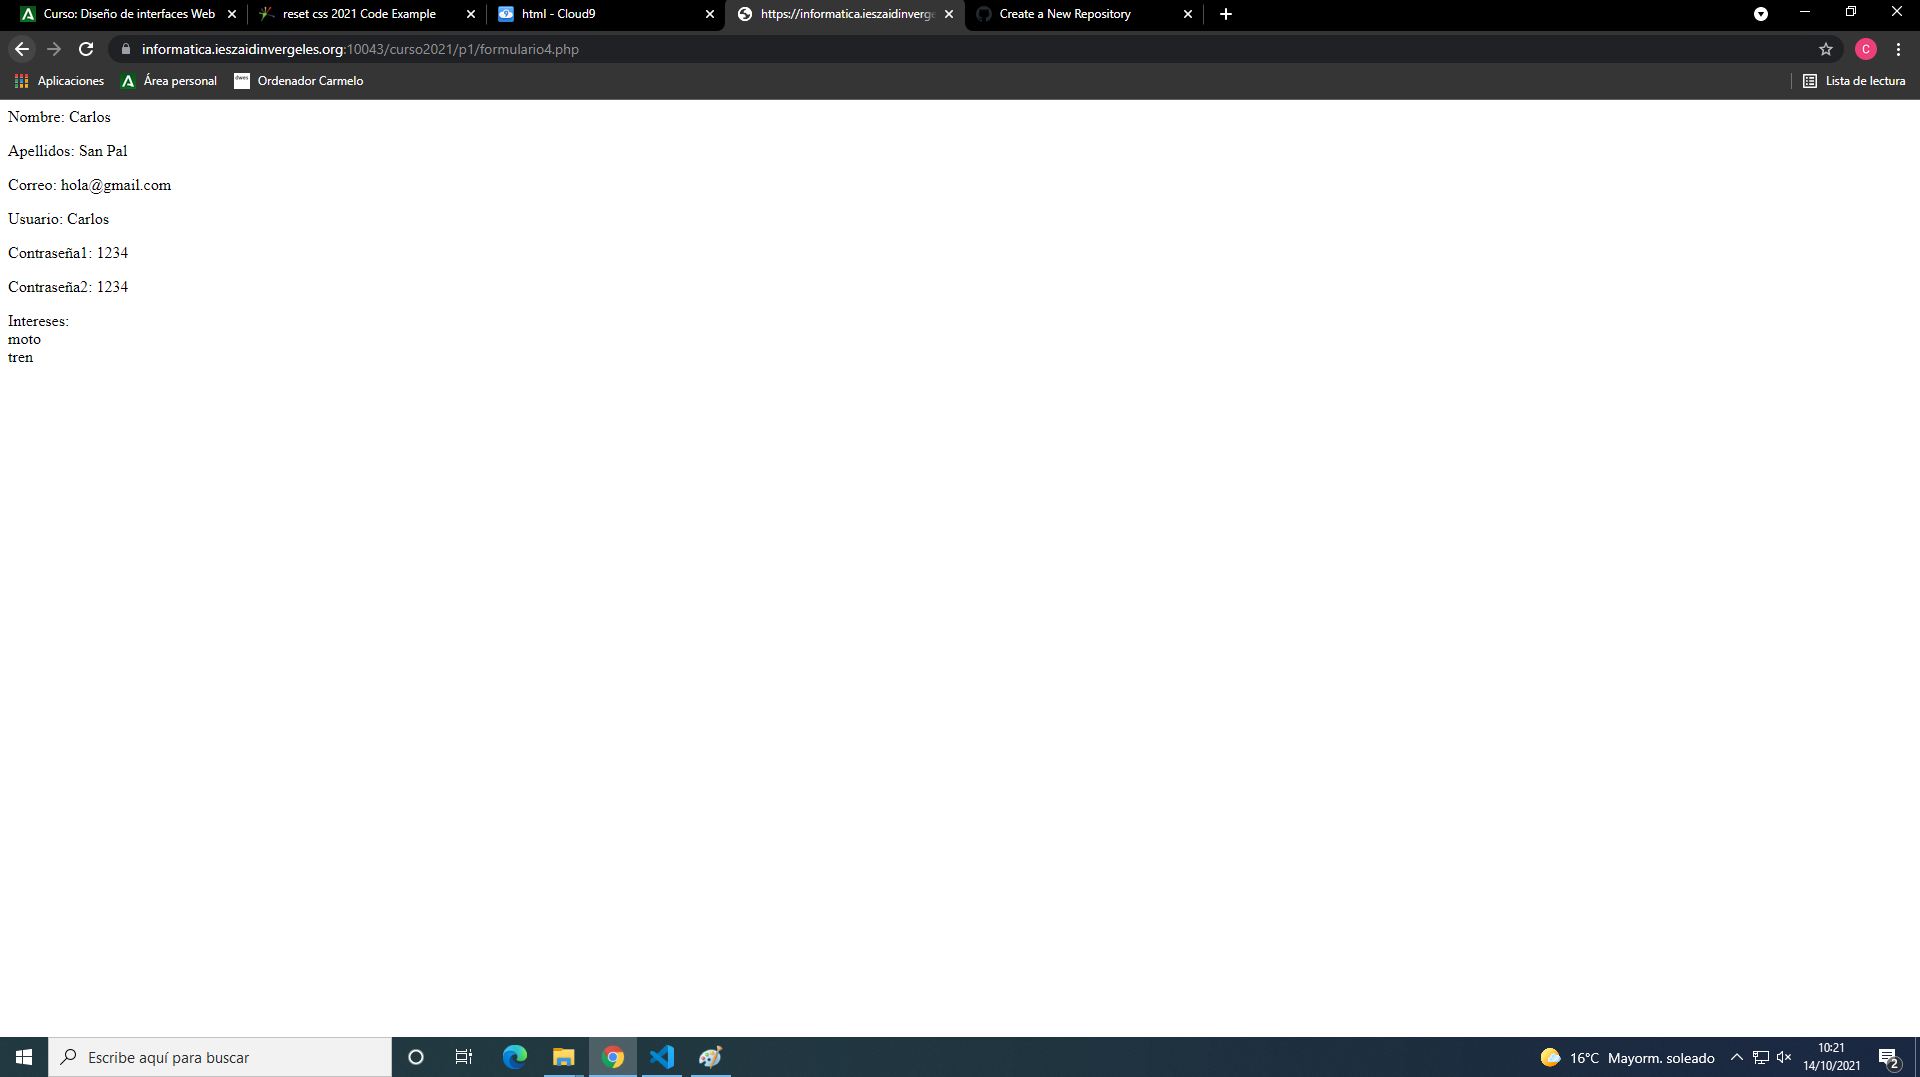 Curso: Diseño de interfaces Web
reset css 2021 Code Example
html - Cloud9
https://informatica.ieszaidinverge
Create a New Repository
informatica.ieszaidinvergeles.org:10043/curso2021/p1/formulario4.php
C
Aplicaciones
Área personal
dwes
Ordenador Carmelo
Lista de lectura
Nombre: Carlos
Apellidos: San Pal
Correo: hola@gmail.com
Usuario: Carlos
Contraseña1: 1234
Contraseña2: 1234
Intereses:
moto
tren
Escribe aquí para buscar
16°C Mayorm. soleado
10:21
14/10/2021
2